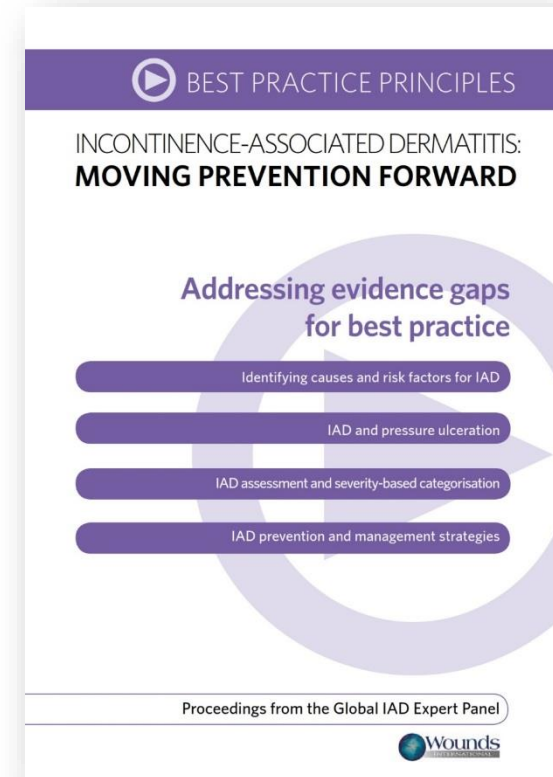 BEST PRACTICE PRINCIPLES
INCONTINENCE-ASSOCIATED DERMATITIS:
MOVING PREVENTION FORWARD
Addressing evidence gaps
for best practice
Identifying causes and risk factors for IAD
IAD and pressure ulceration
IAD assessment and severity-based categorisation
IAD prevention and management strategies
Proceedings from the Global IAD Expert Panel
Wounds
INTERNATIONAL